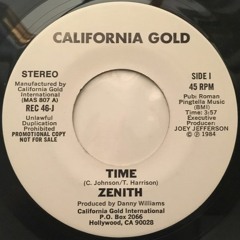 CALIFORNIA GOLD
STEREO
Manufactured by
California Gold
International
(MAS 807 A)
REC 46-J
Unlawful
Duplication
Prohibited
PROMOTIONAL COPY
NOT FOR SALE
SIDE I
45 RPM
Pub: Roman
Pingtella Music
(BMI)
Time: 3:57
Executive
Producer:
JOEY JEFFERSON
© ℗ 1984
TIME
(C. Johnson/T. Harrison)
ZENITH
Produced by Danny Williams
California Gold International
P.O. Box 2066
Hollywood, CA 90028